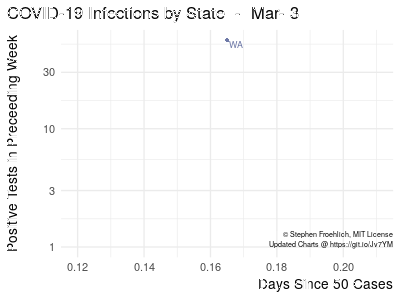 COVID-19 Infections by State - Mar 3
Positive Tests in Preceeding Week
30
10
3
1
WA
© Stephen Froehlich, MIT License
Updated Charts @ https://git.io/Jv7YM
0.12
0.14
0.16
0.18
0.20
Days Since 50 Cases